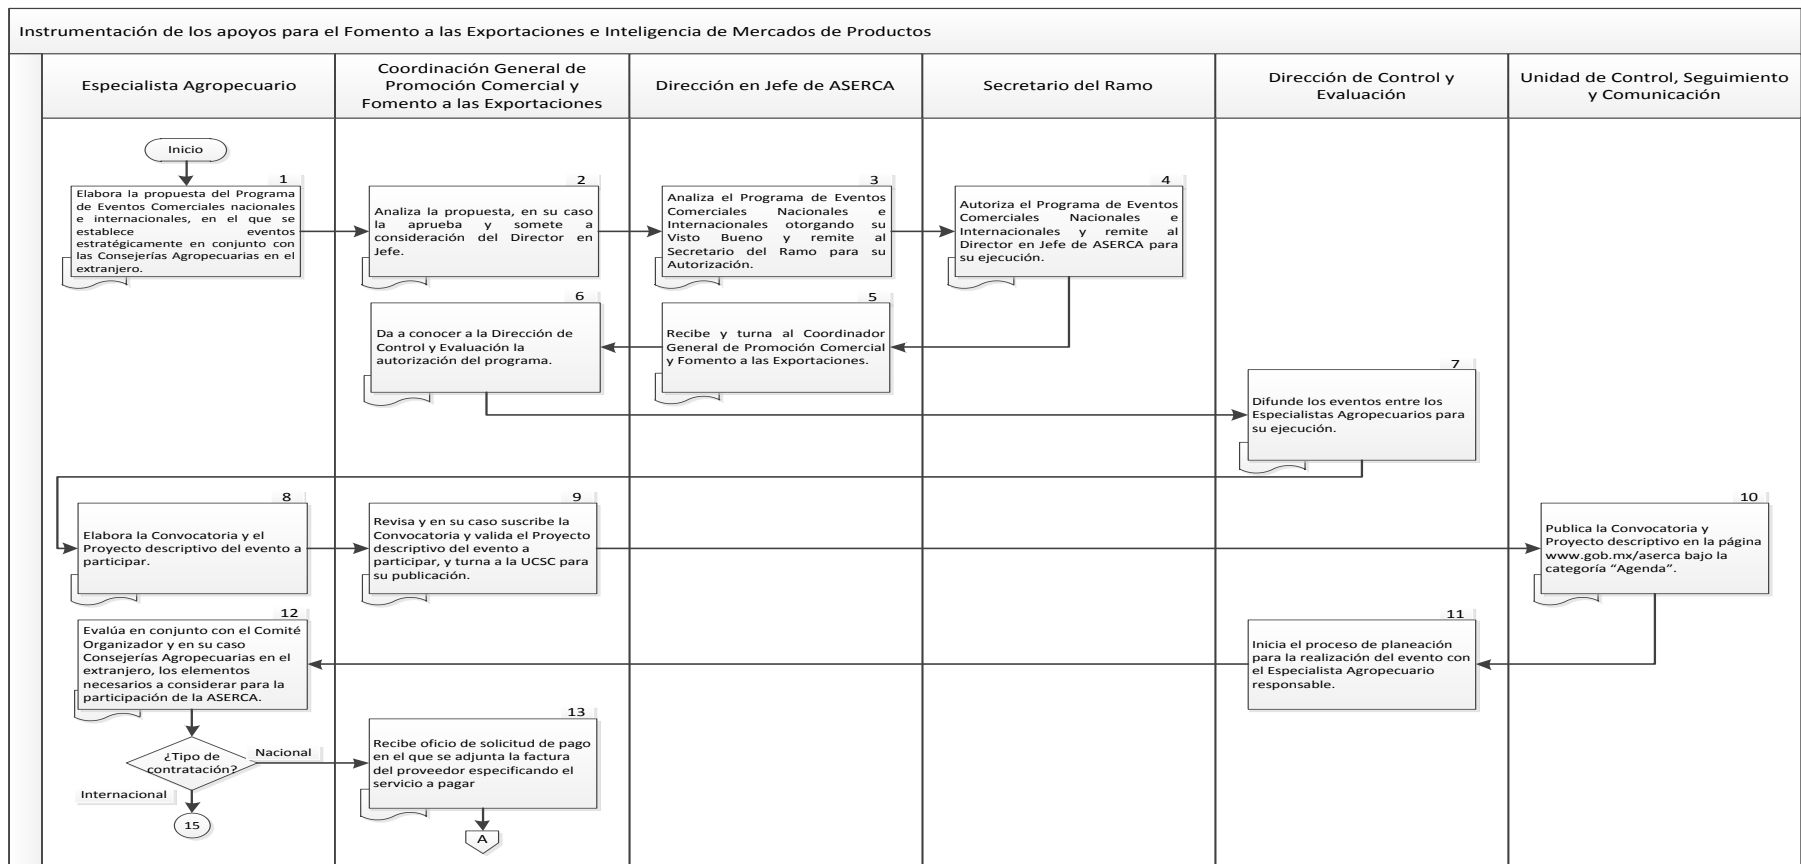 Instrumentación de los apoyos para el Fomento a las Exportaciones e Inteligencia de Mercados de Productos
Especialista Agropecuario
Coordinación General de
Promoción Comercial y
Fomento a las Exportaciones
Dirección en Jefe de ASERCA
Secretario del Ramo
Dirección de Control y
Evaluación
Unidad de Control, Seguimiento
y Comunicación
Inicio
1
Elabora la propuesta del Programa
de Eventos Comerciales nacionales
e internacionales, en el que se
establece eventos
estratégicamente en conjunto con
las Consejerías Agropecuarias en el
extranjero.
2
Analiza la propuesta, en su caso
la aprueba y somete a
consideración del Director en
Jefe.
3
Analiza el Programa de Eventos
Comerciales Nacionales e
Internacionales otorgando su
Visto Bueno y remite al
Secretario del Ramo para su
Autorización.
4
Autoriza el Programa de Eventos
Comerciales Nacionales e
Internacionales y remite al
Director en Jefe de ASERCA para
su ejecución.
6
Da a conocer a la Dirección de
Control y Evaluación la
autorización del programa.
5
Recibe y turna al Coordinador
General de Promoción Comercial
y Fomento a las Exportaciones.
7
Difunde los eventos entre los
Especialistas Agropecuarios para
su ejecución.
8
Elabora la Convocatoria y el
Proyecto descriptivo del evento a
participar.
9
Revisa y en su caso suscribe la
Convocatoria y valida el Proyecto
descriptivo del evento a
participar, y turna a la UCSC para
su publicación.
10
Publica la Convocatoria y
Proyecto descriptivo en la página
www.gob.mx/aserca bajo la
categoría “Agenda”.
12
Evalúa en conjunto con el Comité
Organizador y en su caso
Consejerías Agropecuarias en el
extranjero, los elementos
necesarios a considerar para la
participación de la ASERCA.
11
Inicia el proceso de planeación
para la realización del evento con
el Especialista Agropecuario
responsable.
¿Tipo de
contratación?
Nacional
Internacional
15
13
Recibe oficio de solicitud de pago
en el que se adjunta la factura
del proveedor especificando el
servicio a pagar
A